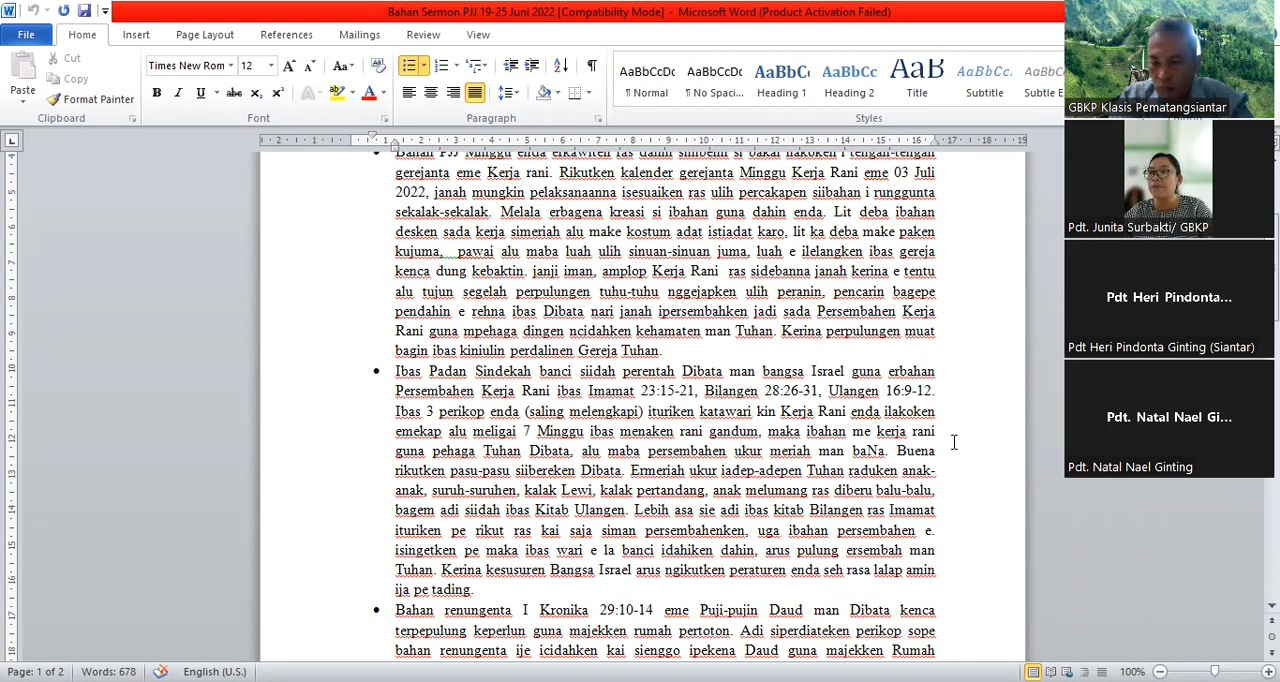 Bahan Sermon PJJ 19-25 Juni 2022 [Compatibility Mode] - Microsoft Word (Product Activation Failed)
File Home Insert Page Layout References Mailings Review View
Cut
Copy
Format Painter
Paste
Clipboard
Times New Rom 12
Font
Paragraph
AaBbCcDc AaBbCcDc AaBbC AaBbCc AaB AaBbCc. AaBbCc
¶ Normal ¶ No Spaci... Heading 1 Heading 2 Title Subtitle Subtle E
Styles
Bahan PJJ Minggu enda erkaiten ras dahin simbelin si
gerejanta eme Kerja rani. Rikutken kalender gerejanta Minggu Kerja Rani eme 03 Juli
2022, janah mungkin pelaksanaanna isesuaiken ras ulih percakapen siibahan i runggunta
sekalak-sekalak. Melala erbagena kreasi si ibahan guna dahin enda. Lit deba ibahan
desken sada kerja simeriah alu make kostum adat istiadat karo, lit ka deba make paken
kujuma, pawai alu maba luah ulih sinuan-sinuan juma, luah e ilelangken ibas gereja
kenca dung kebaktin. janji iman, amplop Kerja Rani ras sidebanna janah kerina e tentu
alu tujun segelah perpulungen tuhu-tuhu nggejapken ulih peranin, pencarin bagepe
pendahin e rehna ibas Dibata nari janah ipersembahken jadi sada Persembahen Kerja
Rani guna mpehaga dingen ncidahken kehamaten man Tuhan. Kerina perpulungen muat
bagin ibas kiniulin perdalinen Gereja Tuhan.
• Ibas Padan Sindekah banci siidah perentah Dibata man bangsa Israel guna erbahan
Persembahen Kerja Rani ibas Imamat 23:15-21, Bilangen 28:26-31, Ulangen 16:9-12.
Ibas 3 perikop enda (saling melengkapi) ituriken katawari kin Kerja Rani enda ilakoken
emekap alu meligai 7 Minggu ibas menaken rani gandum, maka ibahan me kerja rani
guna pehaga Tuhan Dibata, alu maba persembahen ukur meriah man baNa. Buena
rikutken pasu-pasu siibereken Dibata. Ermeriah ukur iadep-adepen Tuhan raduken anak-
anak, suruh-suruhen, kalak Lewi, kalak pertandang, anak melumang ras diberu balu-balu,
bagem adi siidah ibas Kitab Ulangen. Lebih asa sie adi ibas kitab Bilangen ras Imamat
ituriken pe rikut ras kai saja siman persembahenken, uga ibahan persembahen e.
isingetken pe maka ibas wari e la banci idahiken dahin, arus pulung ersembah man
Tuhan. Kerina kesusuren Bangsa Israel arus ngikutken peraturen enda seh rasa lalap amin
ija pe tading.
• Bahan renungenta I Kronika 29:10-14 eme Puji-pujin Daud man Dibata kenca
terpepulung keperlun guna majekken rumah pertoton. Adi siperdiateken perikop sope
bahan renungenta ije icidahken kai sienggo ipekena Daud guna majekken Rumah
Page: 1 of 2 Words: 678 English (U.S.) 100%
GBKP Klasis Pematangsiantar
Pdt. Junita Surbakti/ GBKP
Pdt Heri Pindonta...
Pdt Heri Pindonta Ginting (Siantar)
Pdt. Natal Nael Gi...
Pdt. Natal Nael Ginting